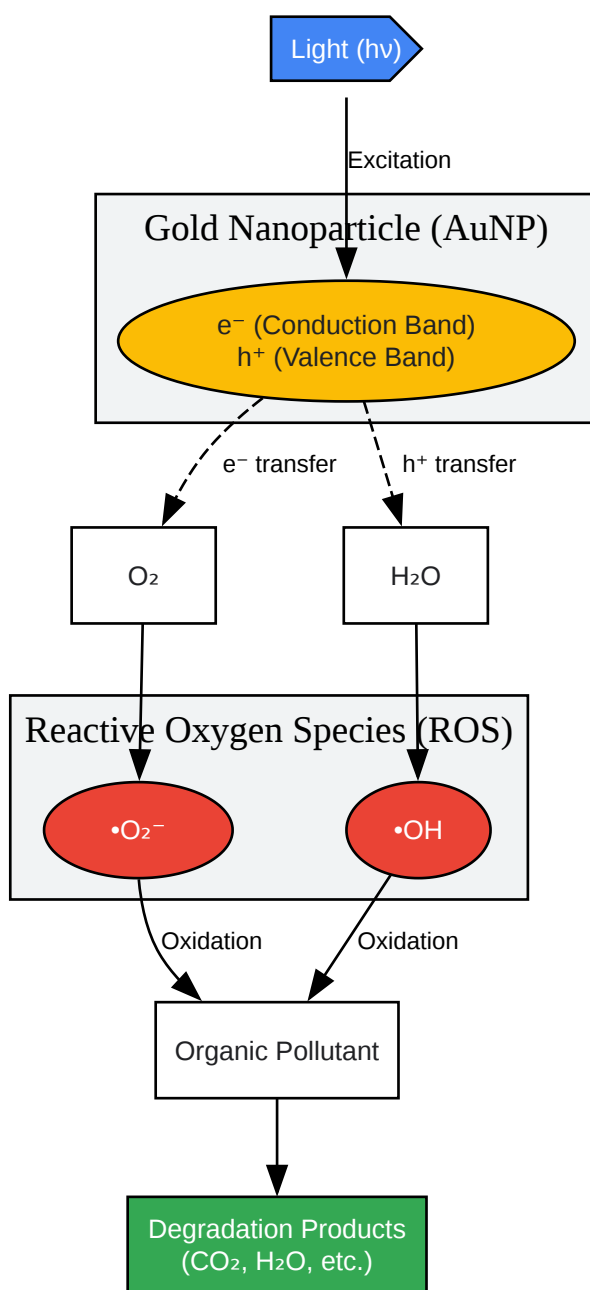 Light (hν)
Excitation
Gold Nanoparticle (AuNP)
e⁻ (Conduction Band)
h⁺ (Valence Band)
e⁻ transfer
h⁺ transfer
O₂
H₂O
Reactive Oxygen Species (ROS)
•O₂⁻
•OH
Oxidation
Oxidation
Organic Pollutant
Degradation Products
(CO₂, H₂O, etc.)